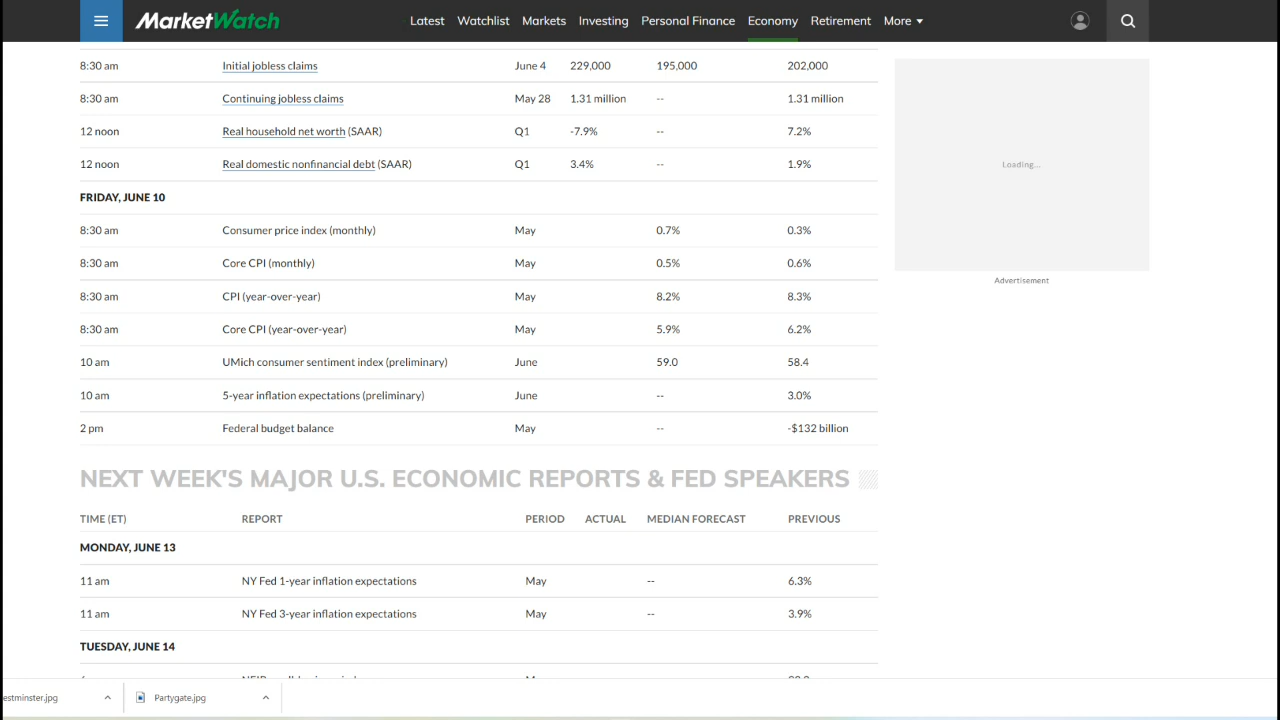 MarketWatch Latest Watchlist Markets Investing Personal Finance Economy Retirement More
8:30 am Initial jobless claims June 4 229,000 195,000 202,000
8:30 am Continuing jobless claims May 28 1.31 million -- 1.31 million
12 noon Real household net worth (SAAR) Q1 -7.9% -- 7.2%
12 noon Real domestic nonfinancial debt (SAAR) Q1 3.4% -- 1.9%
Loading...
Advertisement
FRIDAY, JUNE 10
8:30 am Consumer price index (monthly) May 0.7% 0.3%
8:30 am Core CPI (monthly) May 0.5% 0.6%
8:30 am CPI (year-over-year) May 8.2% 8.3%
8:30 am Core CPI (year-over-year) May 5.9% 6.2%
10 am UMich consumer sentiment index (preliminary) June 59.0 58.4
10 am 5-year inflation expectations (preliminary) June -- 3.0%
2 pm Federal budget balance May -- -$132 billion
NEXT WEEK'S MAJOR U.S. ECONOMIC REPORTS & FED SPEAKERS
TIME (ET) REPORT PERIOD ACTUAL MEDIAN FORECAST PREVIOUS
MONDAY, JUNE 13
11 am NY Fed 1-year inflation expectations May -- 6.3%
11 am NY Fed 3-year inflation expectations May -- 3.9%
TUESDAY, JUNE 14
estminster.jpg Partygate.jpg